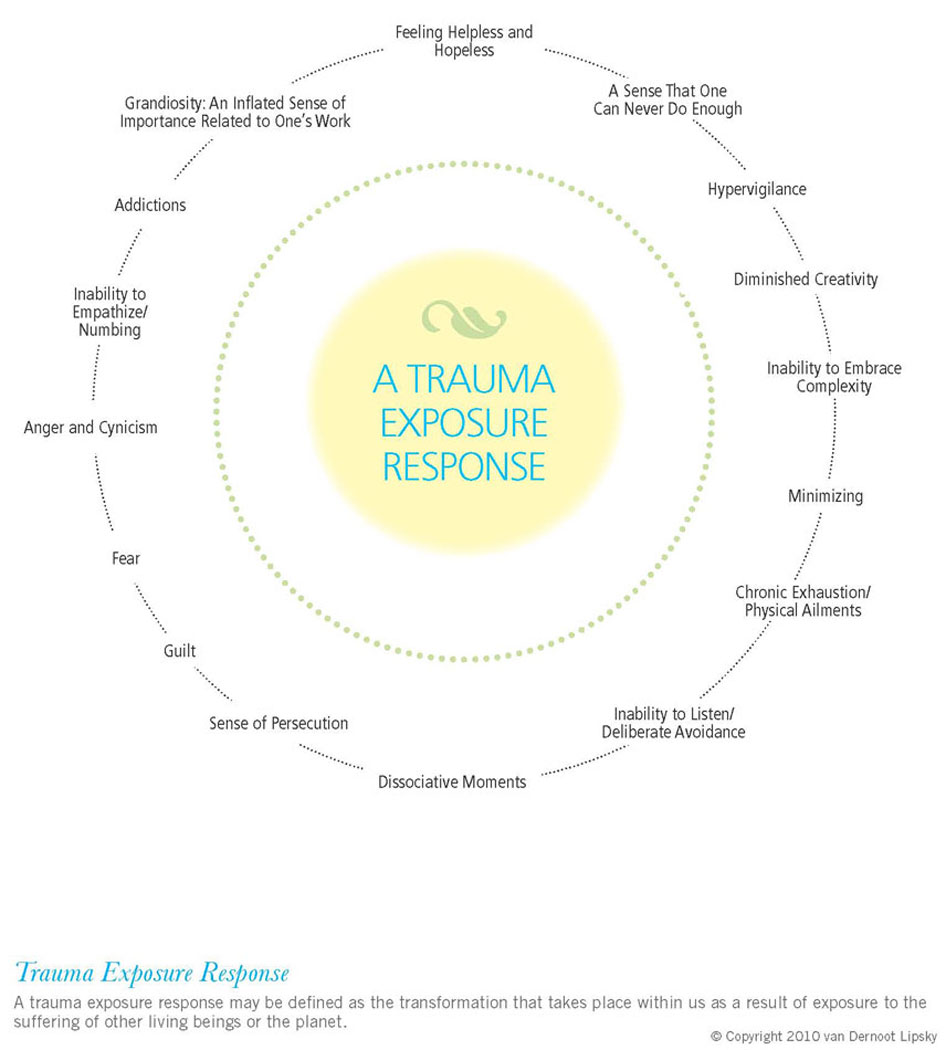 Feeling Helpless and
Hopeless
A Sense That One
Can Never Do Enough
Hypervigilance
Diminished Creativity
Inability to Embrace
Complexity
Minimizing
Chronic Exhaustion/
Physical Ailments
Inability to Listen/
Deliberate Avoidance
Dissociative Moments
Sense of Persecution
Guilt
Fear
Anger and Cynicism
Inability to
Empathize/
Numbing
Addictions
Grandiosity: An Inflated Sense of
Importance Related to One’s Work
A TRAUMA
EXPOSURE
RESPONSE
Trauma Exposure Response
A trauma exposure response may be defined as the transformation that takes place within us as a result of exposure to the
suffering of other living beings or the planet.
© Copyright 2010 van Dernoot Lipsky